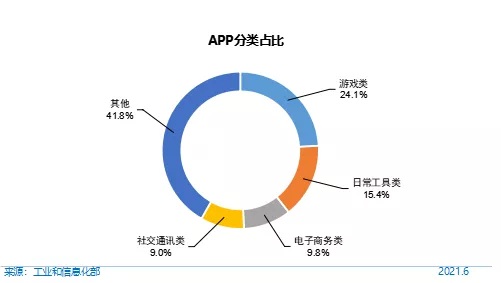 APP分类占比
游戏类
24.1%
其他
41.8%
日常工具类
15.4%
社交通讯类
9.0%
电子商务类
9.8%
来源：工业和信息化部
2021.6